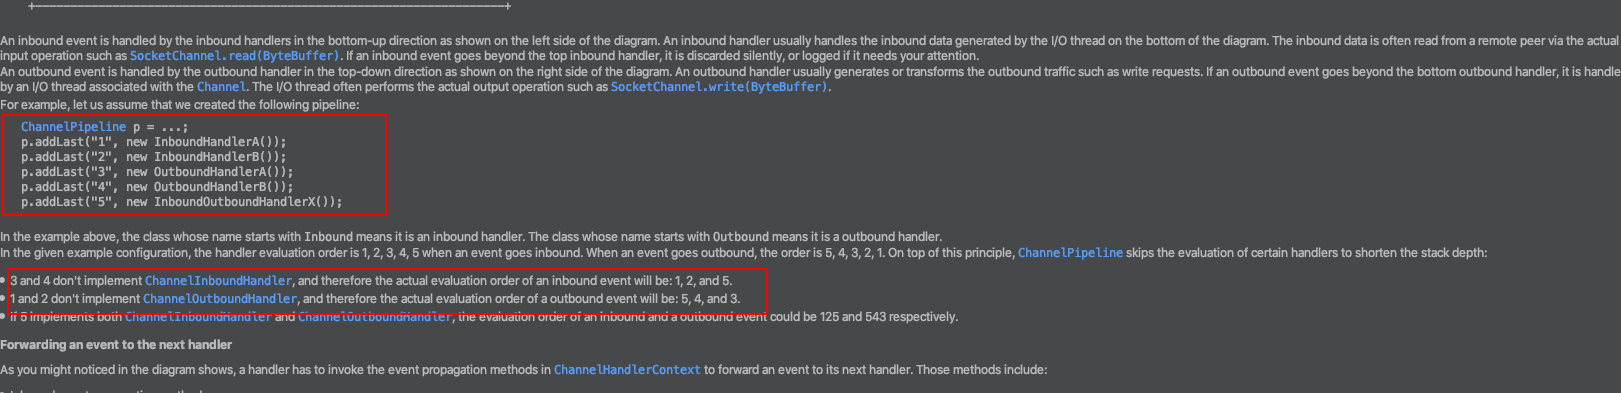 An inbound event is handled by the inbound handlers in the bottom-up direction as shown on the left side of the diagram. An inbound handler usually handles the inbound data generated by the I/O thread on the bottom of the diagram. The inbound data is often read from a remote peer via the actual
input operation such as SocketChannel.read(ByteBuffer). If an inbound event goes beyond the top inbound handler, it is discarded silently, or logged if it needs your attention.
An outbound event is handled by the outbound handler in the top-down direction as shown on the right side of the diagram. An outbound handler usually generates or transforms the outbound traffic such as write requests. If an outbound event goes beyond the bottom outbound handler, it is handle
by an I/O thread associated with the Channel. The I/O thread often performs the actual output operation such as SocketChannel.write(ByteBuffer).
For example, let us assume that we created the following pipeline:
ChannelPipeline p = ...;
p.addLast("1", new InboundHandlerA());
p.addLast("2", new InboundHandlerB());
p.addLast("3", new OutboundHandlerA());
p.addLast("4", new OutboundHandlerB());
p.addLast("5", new InboundOutboundHandlerX());
In the example above, the class whose name starts with Inbound means it is an inbound handler. The class whose name starts with Outbound means it is a outbound handler.
In the given example configuration, the handler evaluation order is 1, 2, 3, 4, 5 when an event goes inbound. When an event goes outbound, the order is 5, 4, 3, 2, 1. On top of this principle, ChannelPipeline skips the evaluation of certain handlers to shorten the stack depth:
• 3 and 4 don't implement ChannelInboundHandler, and therefore the actual evaluation order of an inbound event will be: 1, 2, and 5.
• 1 and 2 don't implement ChannelOutboundHandler, and therefore the actual evaluation order of a outbound event will be: 5, 4, and 3.
• If 5 implements both ChannelInboundHandler and ChannelOutboundHandler, the evaluation order of an inbound and a outbound event could be 125 and 543 respectively.
Forwarding an event to the next handler
As you might noticed in the diagram shows, a handler has to invoke the event propagation methods in ChannelHandlerContext to forward an event to its next handler. Those methods include: